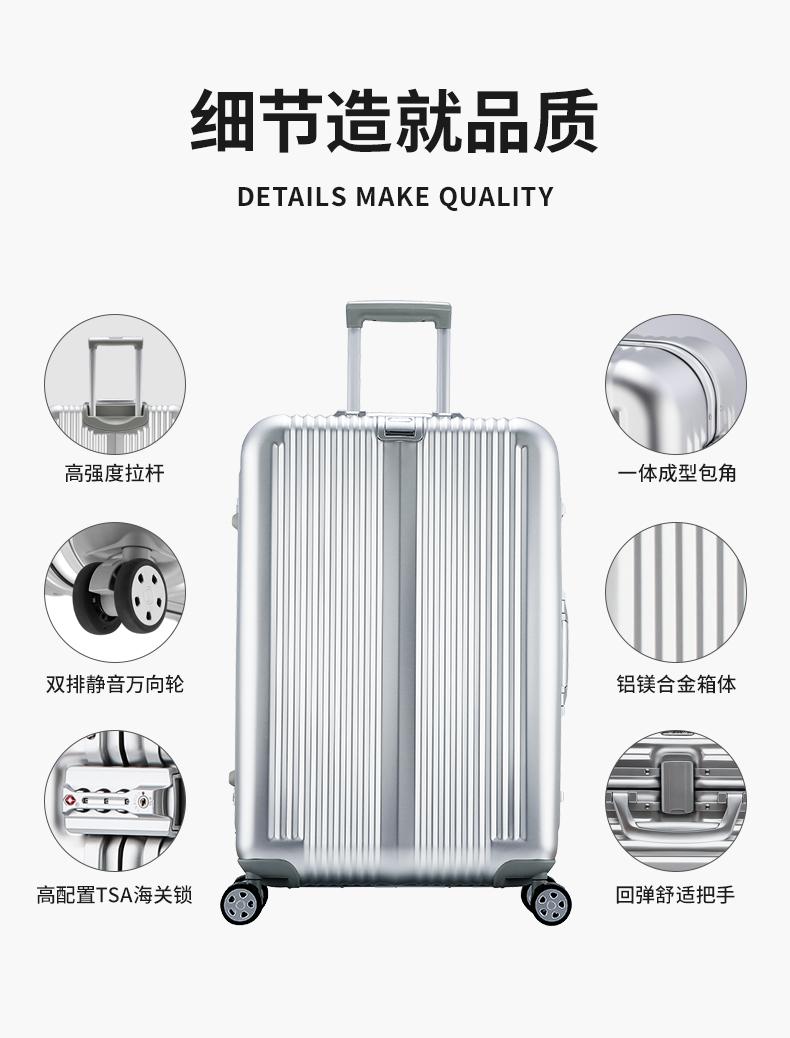 细节造就品质
DETAILS MAKE QUALITY
高强度拉杆
一体成型包角
双排静音万向轮
铝镁合金箱体
高配置TSA海关锁
回弹舒适把手